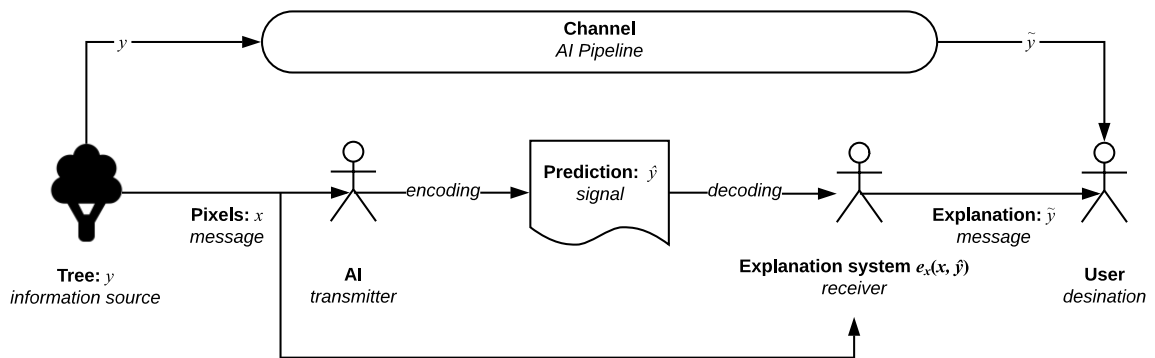 Channel
AI Pipeline
y
ỹ
encoding
Prediction: ŷ
signal
decoding
Pixels: x
message
Explanation: ỹ
message
Tree: y
information source
AI
transmitter
Explanation system eₓ(x, ŷ)
receiver
User
desination